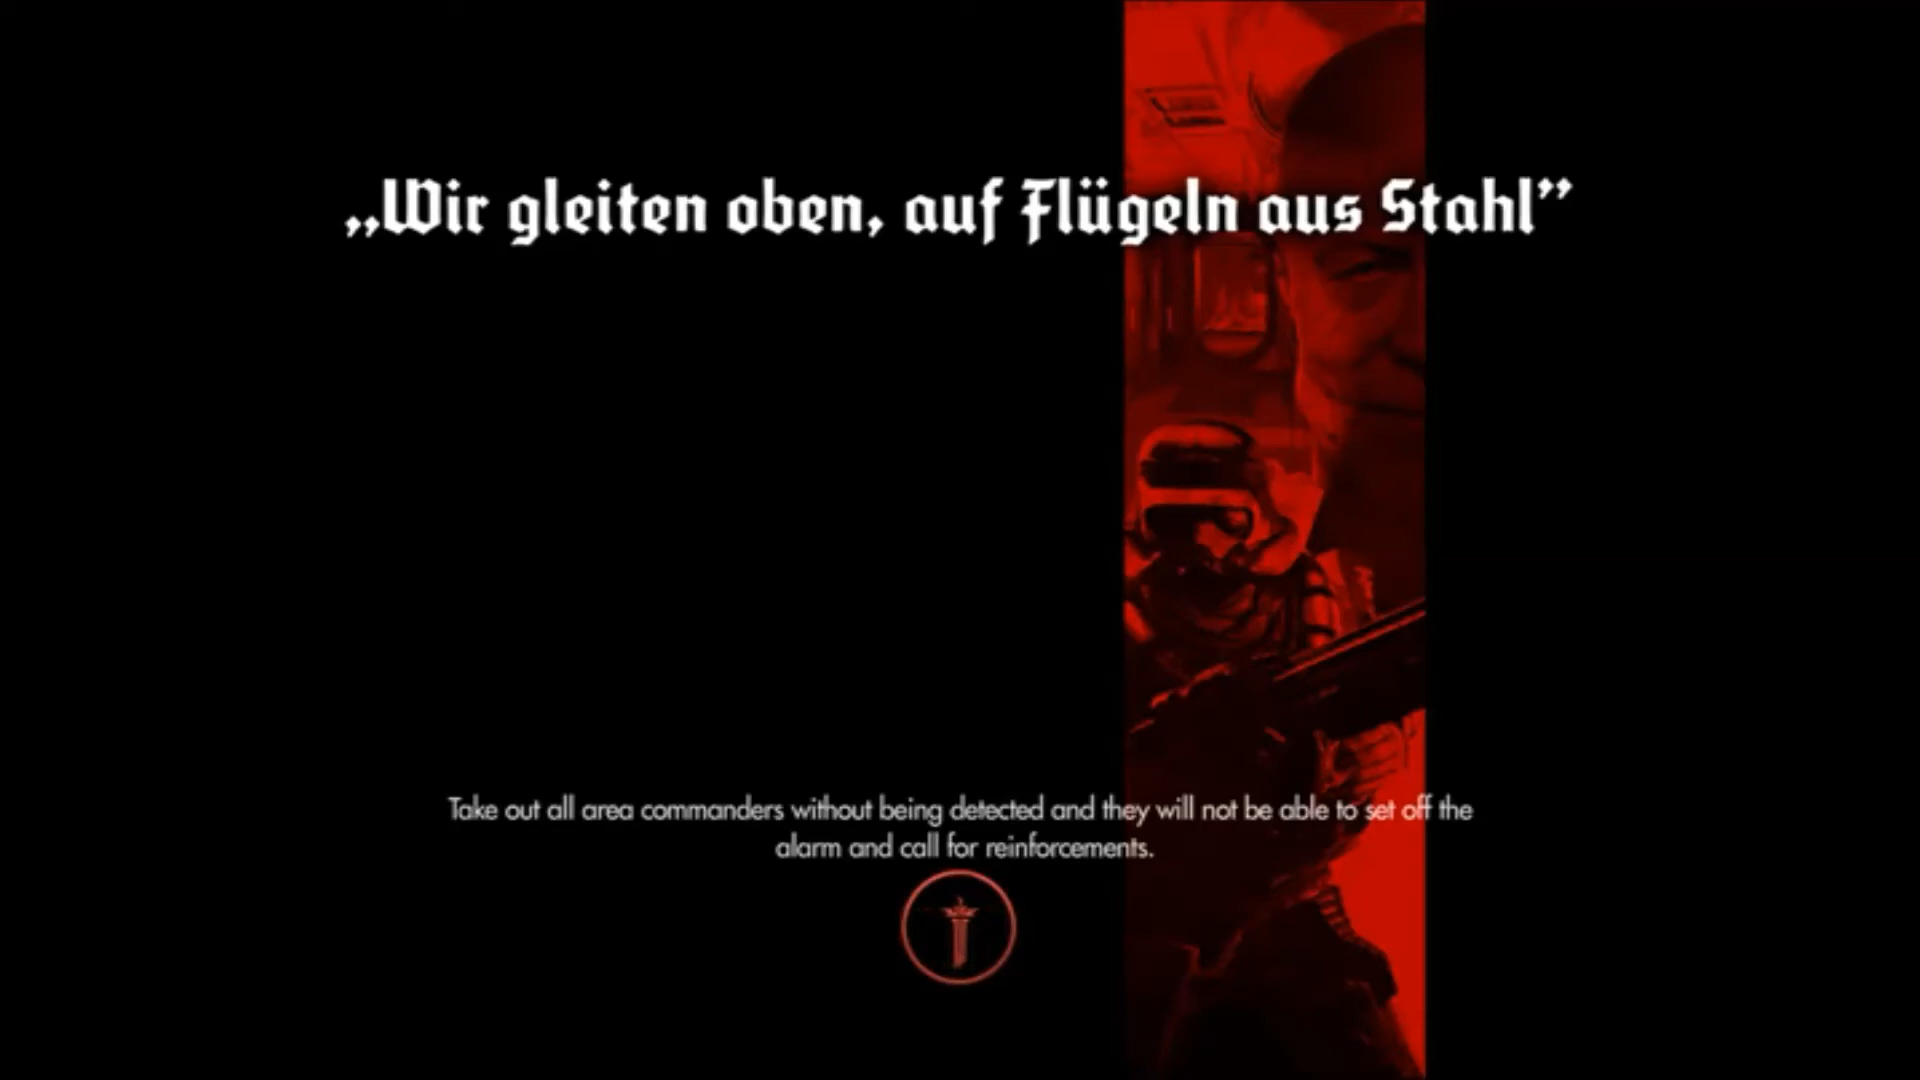 „Wir gleiten oben, auf Flügeln aus Stahl”
Take out all area commanders without being detected and they will not be able to set off the
alarm and call for reinforcements.